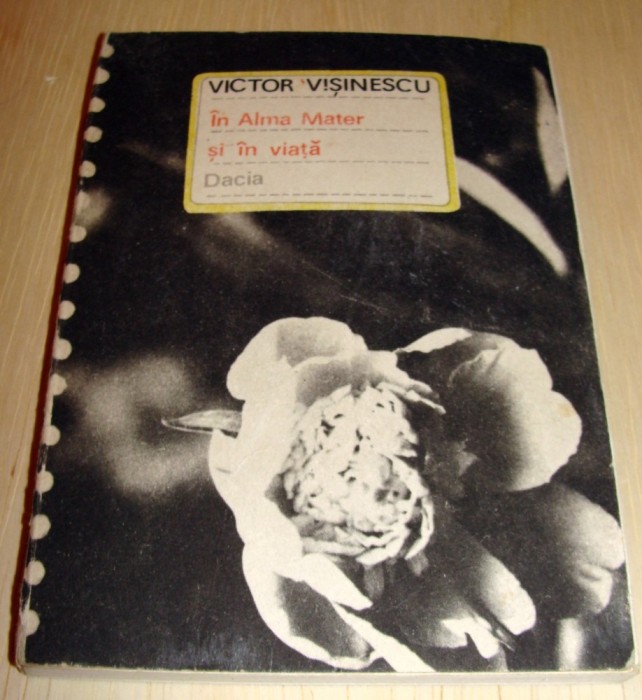 VICTOR VIȘINESCU
În Alma Mater
și în viață
Dacia